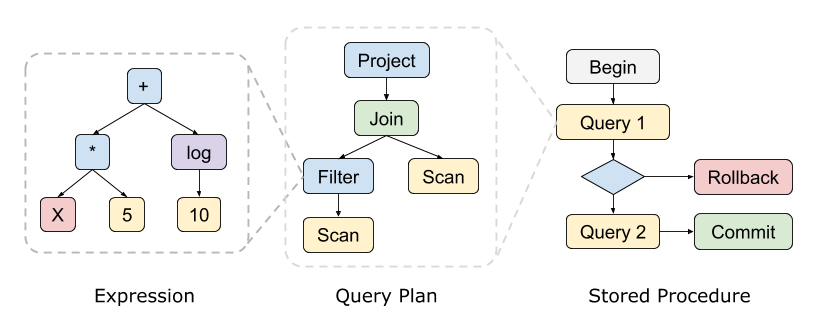 +
*
log
X
5
10
Expression
Project
Join
Filter
Scan
Scan
Query Plan
Begin
Query 1
Rollback
Query 2
Commit
Stored Procedure